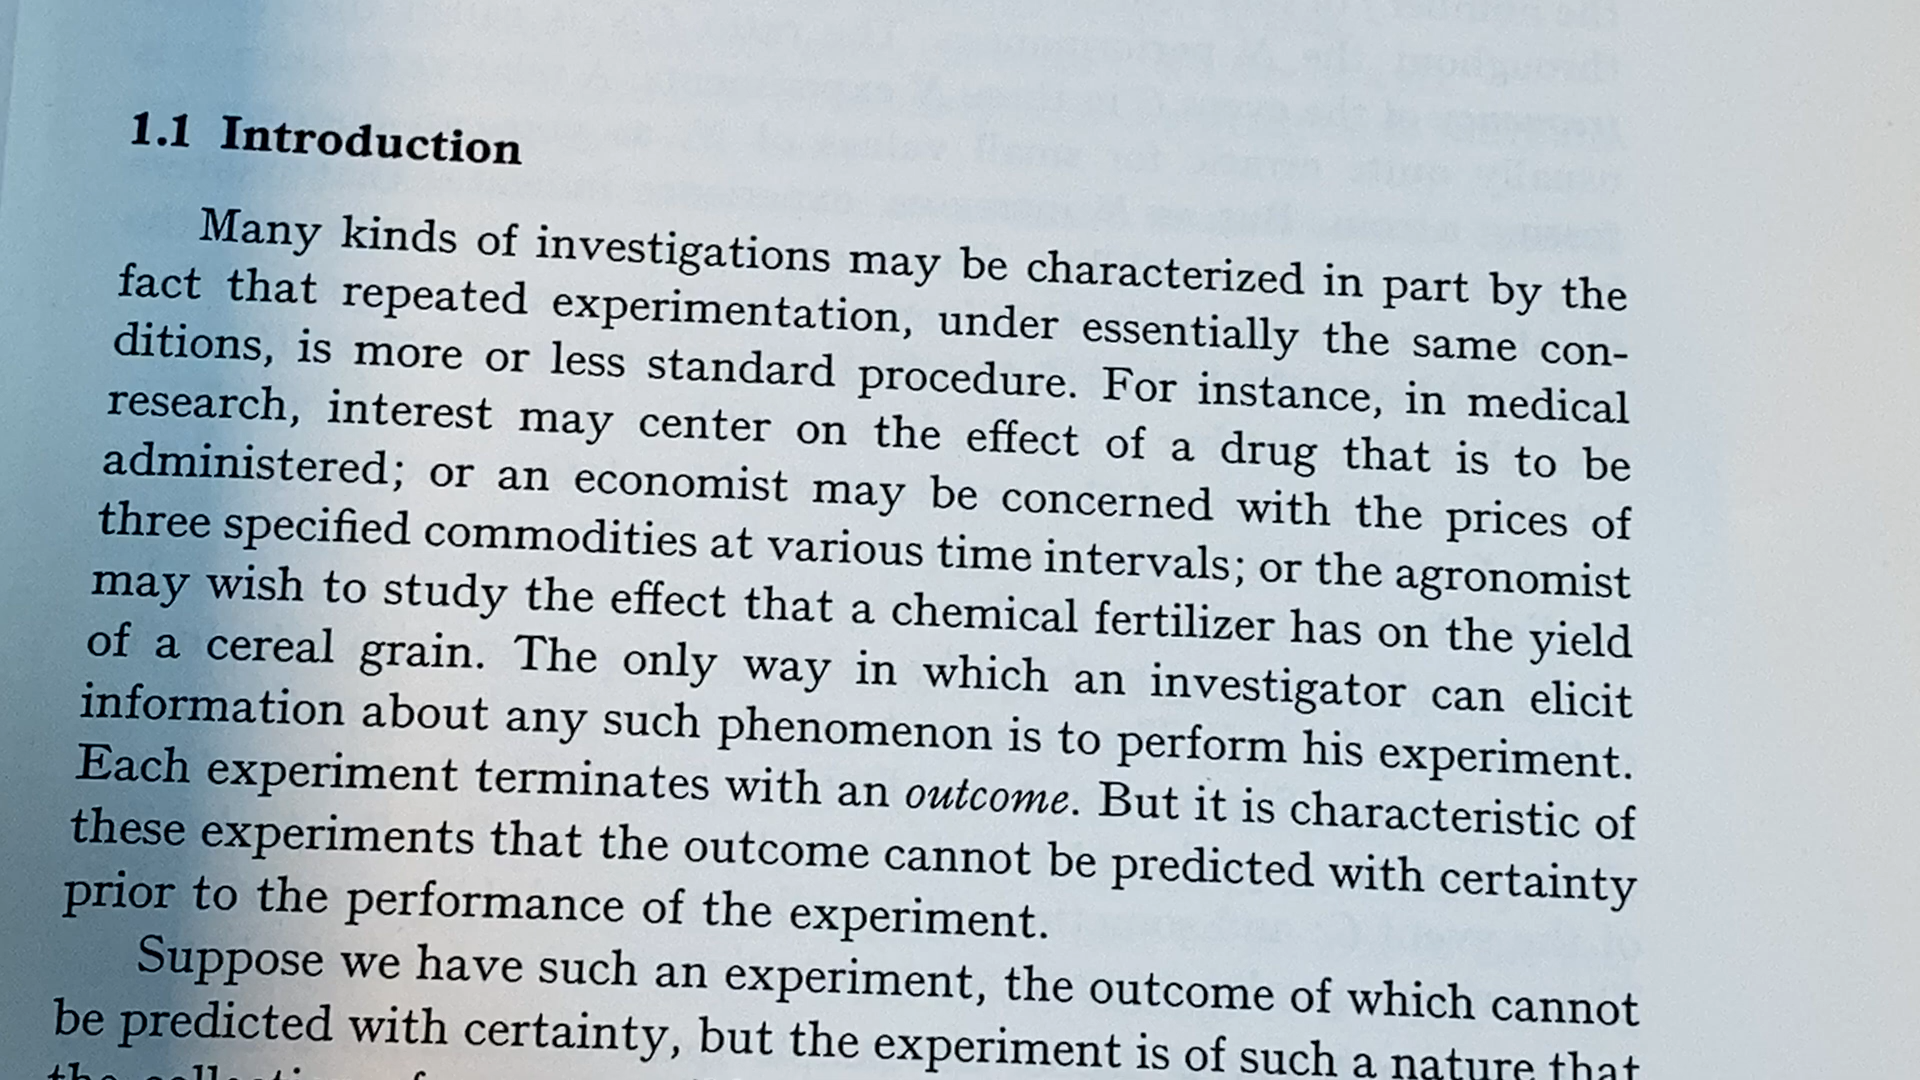 1.1 Introduction
Many kinds of investigations may be characterized in part by the
fact that repeated experimentation, under essentially the same con-
ditions, is more or less standard procedure. For instance, in medical
research, interest may center on the effect of a drug that is to be
administered; or an economist may be concerned with the prices of
three specified commodities at various time intervals; or the agronomist
may wish to study the effect that a chemical fertilizer has on the yield
of a cereal grain. The only way in which an investigator can elicit
information about any such phenomenon is to perform his experiment.
Each experiment terminates with an outcome. But it is characteristic of
these experiments that the outcome cannot be predicted with certainty
prior to the performance of the experiment.
Suppose we have such an experiment, the outcome of which cannot
be predicted with certainty, but the experiment is of such a nature that